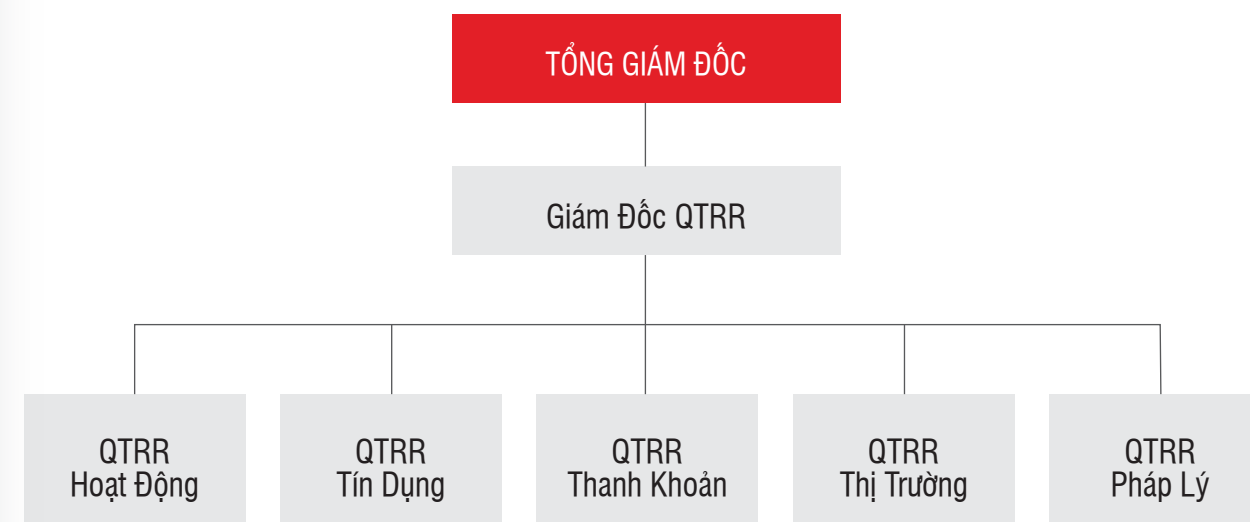 TỔNG GIÁM ĐỐC
Giám Đốc QTRR
QTRR
Hoạt Động
QTRR
Tín Dụng
QTRR
Thanh Khoản
QTRR
Thị Trường
QTRR
Pháp Lý